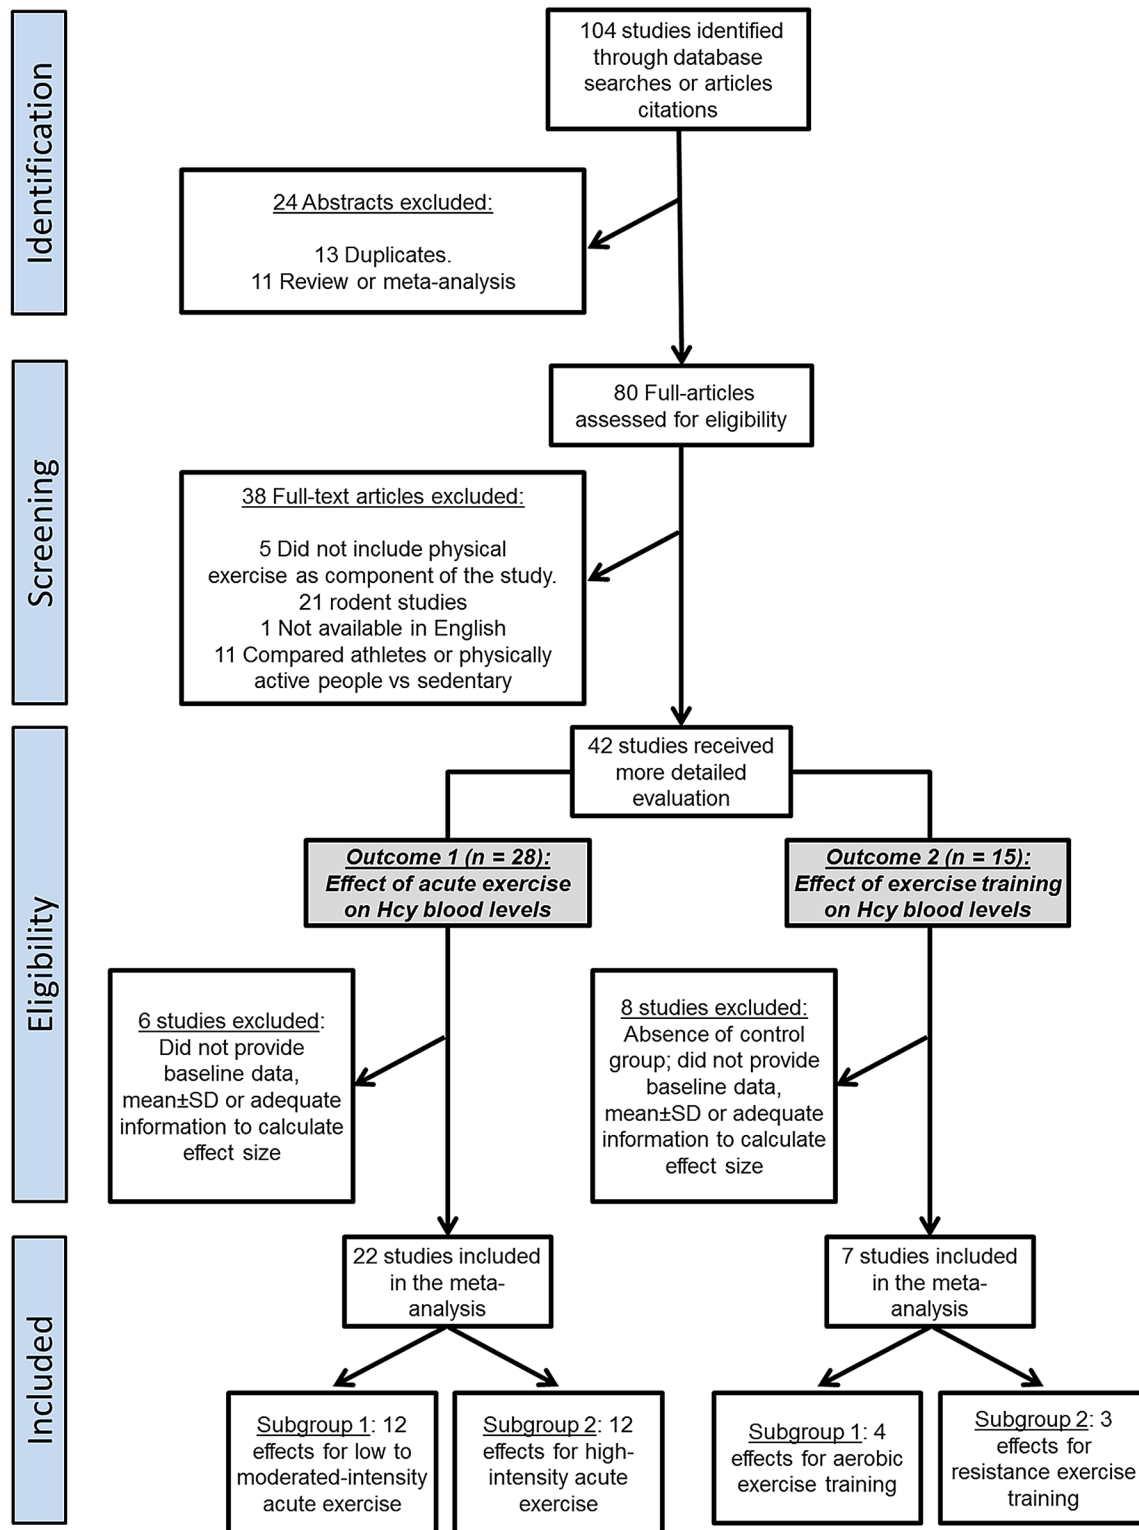 Identification
104 studies identified
through database
searches or articles
citations
24 Abstracts excluded:
13 Duplicates.
11 Review or meta-analysis
Screening
80 Full-articles
assessed for eligibility
38 Full-text articles excluded:
5 Did not include physical
exercise as component of the study.
21 rodent studies
1 Not available in English
11 Compared athletes or physically
active people vs sedentary
Eligibility
42 studies received
more detailed
evaluation
Outcome 1 (n = 28):
Effect of acute exercise
on Hcy blood levels
Outcome 2 (n = 15):
Effect of exercise training
on Hcy blood levels
6 studies excluded:
Did not provide
baseline data,
mean±SD or adequate
information to calculate
effect size
8 studies excluded:
Absence of control
group; did not provide
baseline data,
mean±SD or adequate
information to calculate
effect size
Included
22 studies included
in the meta-
analysis
7 studies included
in the meta-
analysis
Subgroup 1: 12
effects for low to
moderated-intensity
acute exercise
Subgroup 2: 12
effects for high-
intensity acute
exercise
Subgroup 1: 4
effects for aerobic
exercise training
Subgroup 2: 3
effects for
resistance exercise
training